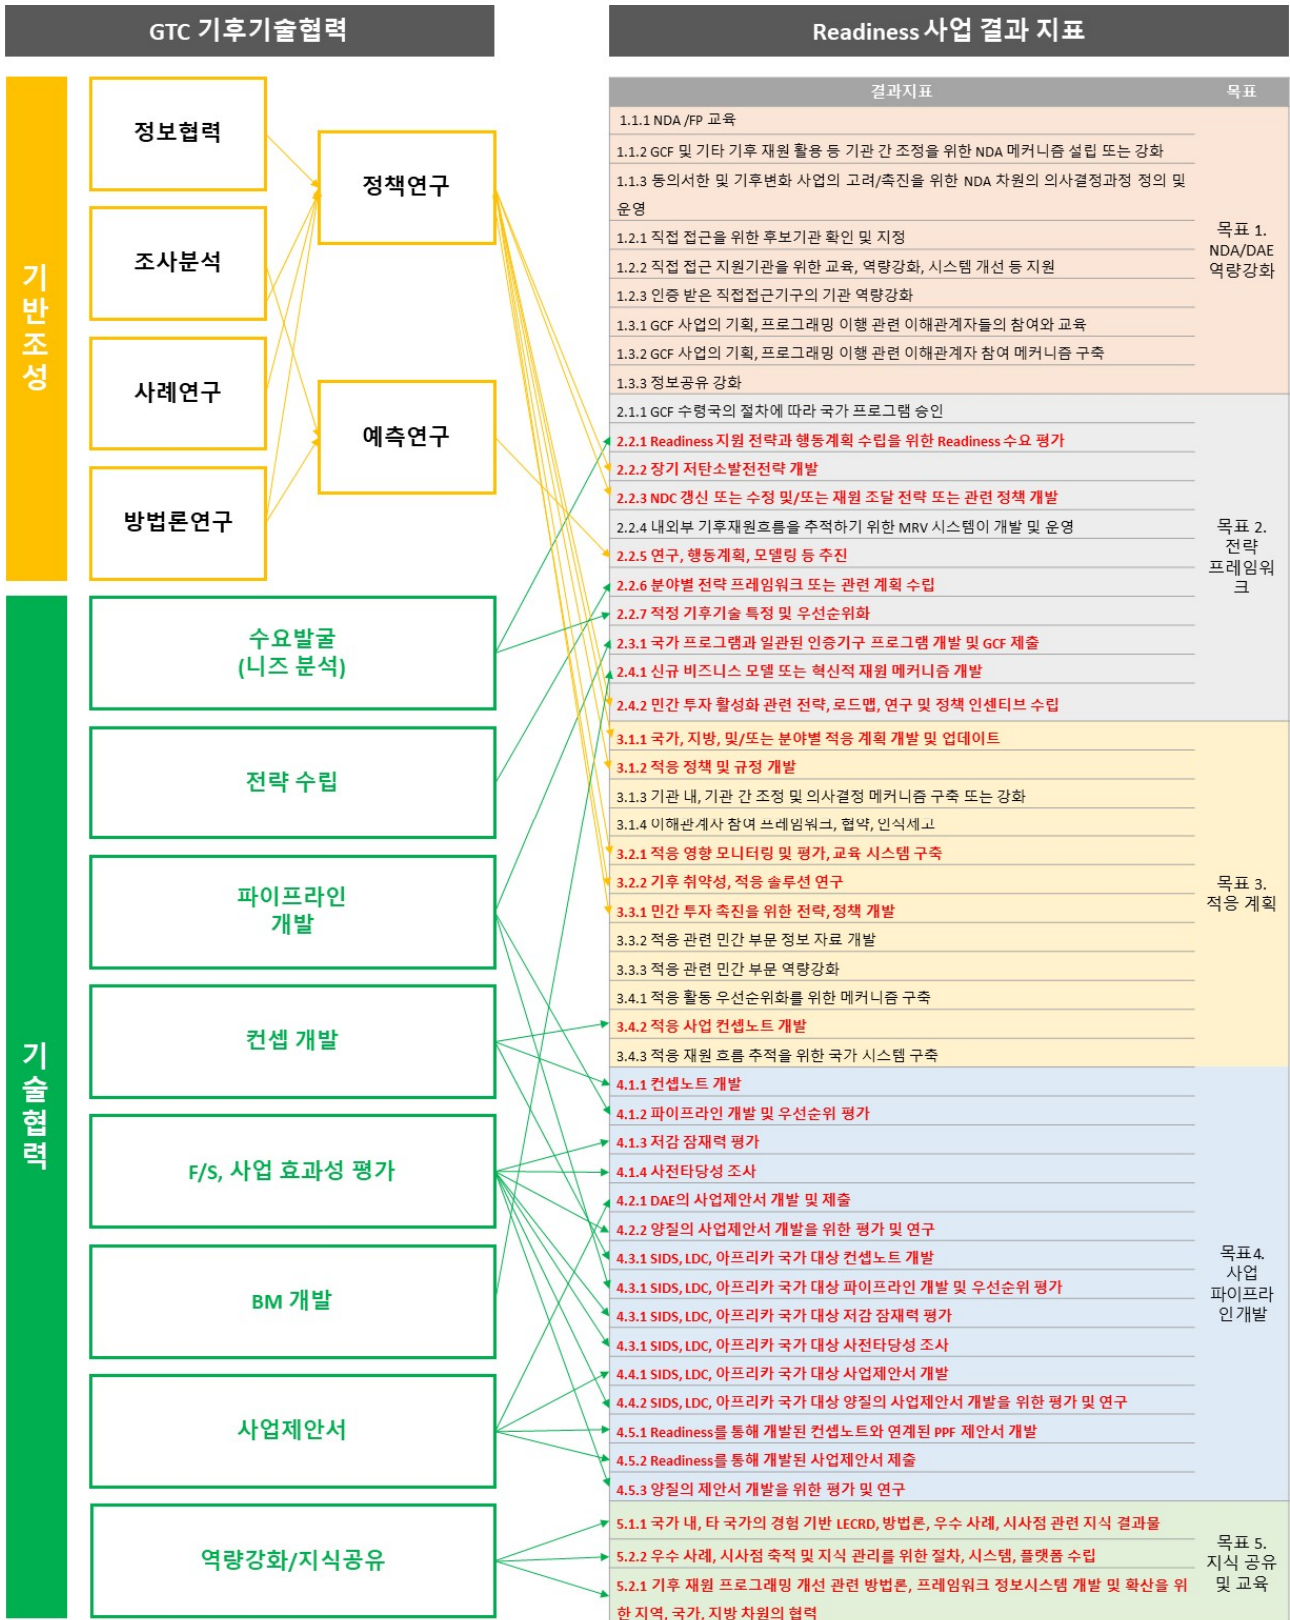 GTC 기후기술협력
Readiness 사업 결과 지표
기반조성
정보협력
조사분석
사례연구
방법론연구
정책연구
예측연구
기술협력
수요발굴
(니즈 분석)
전략 수립
파이프라인
개발
컨셉 개발
F/S, 사업 효과성 평가
BM 개발
사업제안서
역량강화/지식공유
결과지표
목표
1.1.1 NDA /FP 교육
1.1.2 GCF 및 기타 기후 재원 활용 등 기관 간 조정을 위한 NDA 메커니즘 설립 또는 강화
1.1.3 동의서한 및 기후변화 사업의 고려/촉진을 위한 NDA 차원의 의사결정과정 정의 및
운영
1.2.1 직접 접근을 위한 후보기관 확인 및 지정
1.2.2 직접 접근 지원기관을 위한 교육, 역량강화, 시스템 개선 등 지원
1.2.3 인증 받은 직접접근기구의 기관 역량강화
1.3.1 GCF 사업의 기획, 프로그래밍 이행 관련 이해관계자들의 참여와 교육
1.3.2 GCF 사업의 기획, 프로그래밍 이행 관련 이해관계자 참여 메커니즘 구축
1.3.3 정보공유 강화
목표 1.
NDA/DAE
역량강화
2.1.1 GCF 수령국의 절차에 따라 국가 프로그램 승인
2.2.1 Readiness 지원 전략과 행동계획 수립을 위한 Readiness 수요 평가
2.2.2 장기 저탄소발전전략 개발
2.2.3 NDC 갱신 또는 수정 및/또는 재원 조달 전략 또는 관련 정책 개발
2.2.4 내외부 기후재원흐름을 추적하기 위한 MRV 시스템이 개발 및 운영
2.2.5 연구, 행동계획, 모델링 등 추진
2.2.6 분야별 전략 프레임워크 또는 관련 계획 수립
2.2.7 적정 기후기술 특정 및 우선순위화
2.3.1 국가 프로그램과 일관된 인증기구 프로그램 개발 및 GCF 제출
2.4.1 신규 비즈니스 모델 또는 혁신적 재원 메커니즘 개발
2.4.2 민간 투자 활성화 관련 전략, 로드맵, 연구 및 정책 인센티브 수립
목표 2.
전략
프레임워
크
3.1.1 국가, 지방, 및/또는 분야별 적응 계획 개발 및 업데이트
3.1.2 적응 정책 및 규정 개발
3.1.3 기관 내, 기관 간 조정 및 의사결정 메커니즘 구축 또는 강화
3.1.4 이해관계사 참여 프레임워크, 협약, 인식제고
3.2.1 적응 영향 모니터링 및 평가, 교육 시스템 구축
3.2.2 기후 취약성, 적응 솔루션 연구
3.3.1 민간 투자 촉진을 위한 전략, 정책 개발
3.3.2 적응 관련 민간 부문 정보 자료 개발
3.3.3 적응 관련 민간 부문 역량강화
3.4.1 적응 활동 우선순위화를 위한 메커니즘 구축
3.4.2 적응 사업 컨셉노트 개발
3.4.3 적응 재원 흐름 추적을 위한 국가 시스템 구축
목표 3.
적응 계획
4.1.1 컨셉노트 개발
4.1.2 파이프라인 개발 및 우선순위 평가
4.1.3 저감 잠재력 평가
4.1.4 사전타당성 조사
4.2.1 DAE의 사업제안서 개발 및 제출
4.2.2 양질의 사업제안서 개발을 위한 평가 및 연구
4.3.1 SIDS, LDC, 아프리카 국가 대상 컨셉노트 개발
4.3.1 SIDS, LDC, 아프리카 국가 대상 파이프라인 개발 및 우선순위 평가
4.3.1 SIDS, LDC, 아프리카 국가 대상 저감 잠재력 평가
4.3.1 SIDS, LDC, 아프리카 국가 대상 사전타당성 조사
4.4.1 SIDS, LDC, 아프리카 국가 대상 사업제안서 개발
4.4.2 SIDS, LDC, 아프리카 국가 대상 양질의 사업제안서 개발을 위한 평가 및 연구
4.5.1 Readiness를 통해 개발된 컨셉노트와 연계된 PPF 제안서 개발
4.5.2 Readiness를 통해 개발된 사업제안서 제출
4.5.3 양질의 제안서 개발을 위한 평가 및 연구
목표4.
사업
파이프라
인개발
5.1.1 국가 내, 타 국가의 경험 기반 LECRD, 방법론, 우수 사례, 시사점 관련 지식 결과물
5.2.2 우수 사례, 시사점 축적 및 지식 관리를 위한 절차, 시스템, 플랫폼 수립
5.2.1 기후 재원 프로그래밍 개선 관련 방법론, 프레임워크 정보시스템 개발 및 확산을 위
한 지역, 국가, 지방 차원의 협력
목표 5.
지식 공유
및 교육